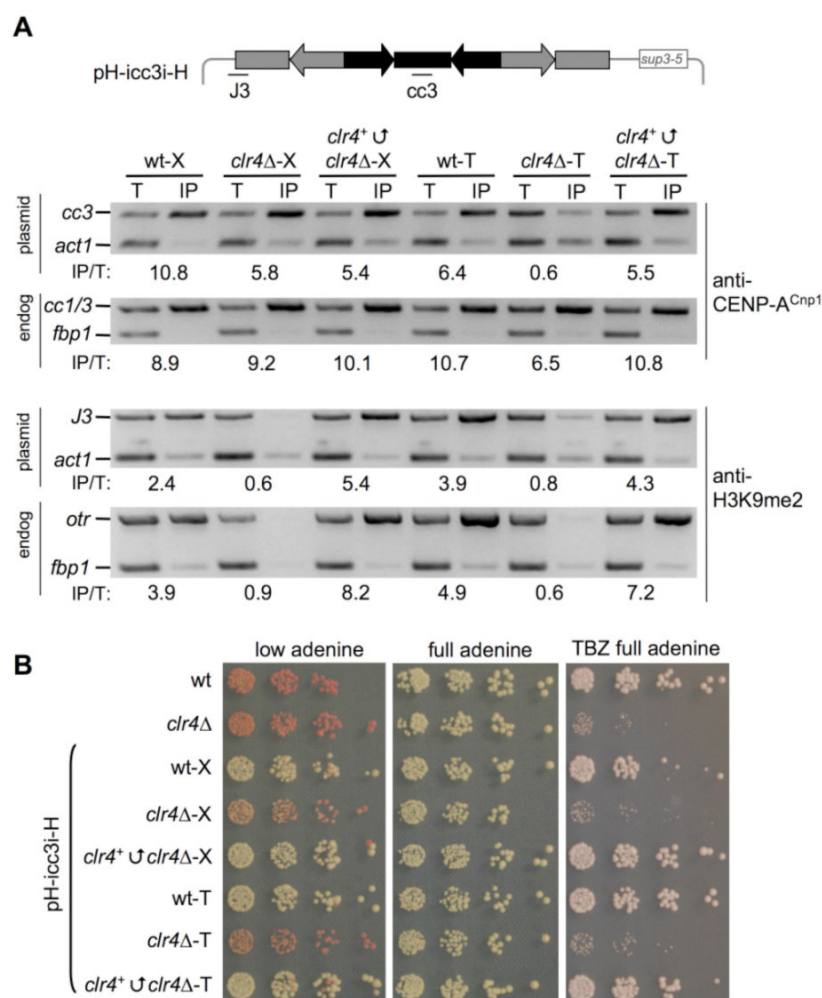 A
pH-icc3i-H
J3
cc3
sup3-5
clr4⁺ ↺ clr4⁺ ↺
wt-X clr4Δ-X clr4Δ-X wt-T clr4Δ-T clr4Δ-T
T IP T IP T IP T IP T IP T IP
plasmid
cc3
act1
IP/T: 10.8 5.8 5.4 6.4 0.6 5.5
endog
cc1/3
fbp1
IP/T: 8.9 9.2 10.1 10.7 6.5 10.8
anti-
CENP-A^Cnp1
plasmid
J3
act1
IP/T: 2.4 0.6 5.4 3.9 0.8 4.3
endog
otr
fbp1
IP/T: 3.9 0.9 8.2 4.9 0.6 7.2
anti-
H3K9me2
B
low adenine full adenine TBZ full adenine
wt
clr4Δ
pH-icc3i-H
wt-X
clr4Δ-X
clr4⁺ ↺ clr4Δ-X
wt-T
clr4Δ-T
clr4⁺ ↺ clr4Δ-T